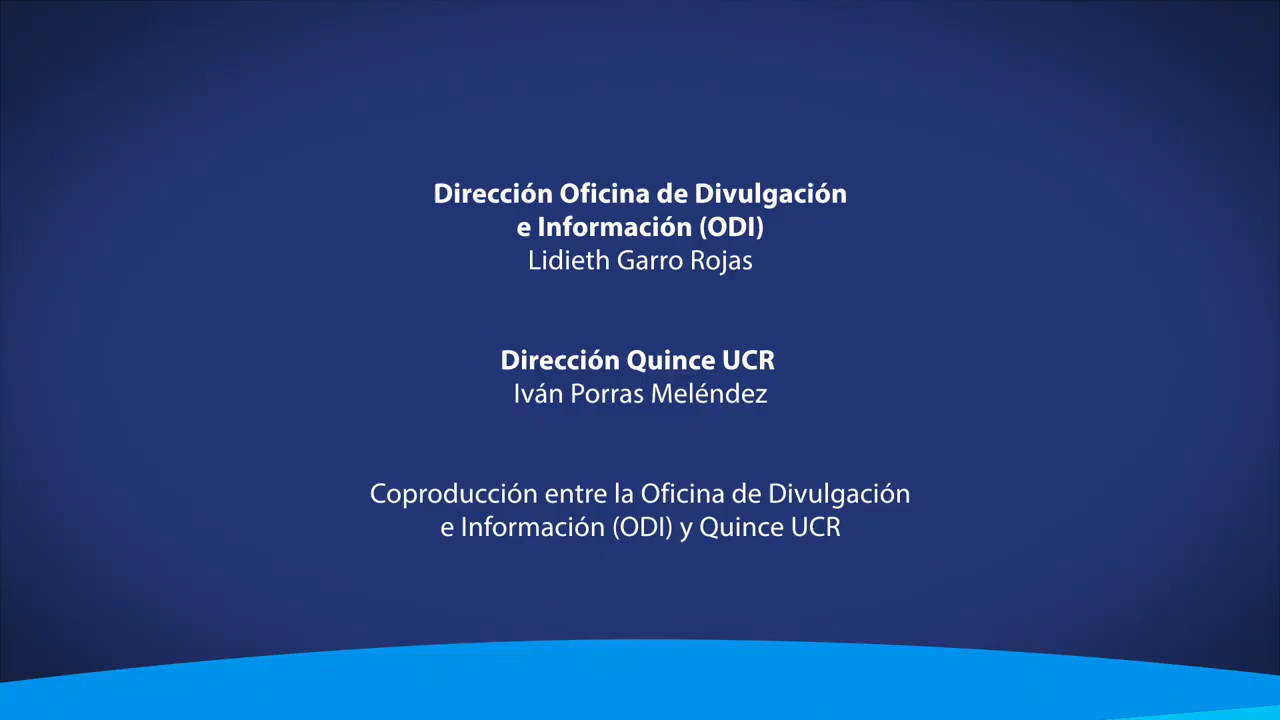 Dirección Oficina de Divulgación
e Información (ODI)
Lidieth Garro Rojas
Dirección Quince UCR
Iván Porras Meléndez
Coproducción entre la Oficina de Divulgación
e Información (ODI) y Quince UCR